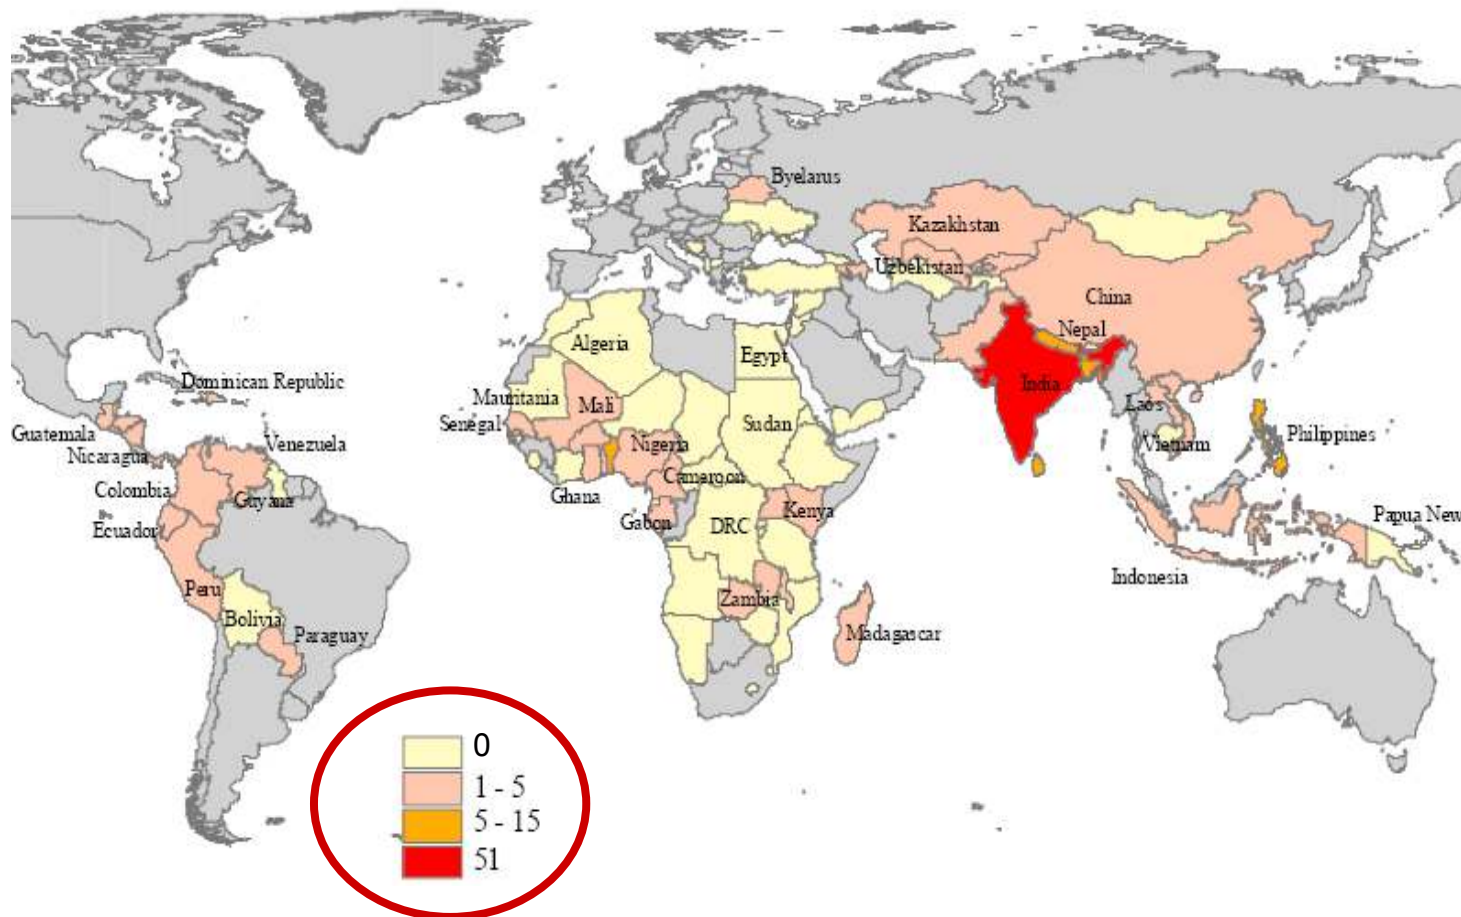 Byelarus
Kazakhstan
Uzbekistan
China
Nepal
Algeria
Egypt
India
Dominican Republic
Mauritania
Mali
Laos
Senegal
Sudan
Guatemala
Venezuela
Nigeria
Vietnam
Philippines
Nicaragua
Cameroon
Colombia
Guyana
Ghana
Kenya
Ecuador
Gabon
DRC
Papua New
Indonesia
Peru
Zambia
Bolivia
Paraguay
Madagascar
0
1 - 5
5 - 15
51